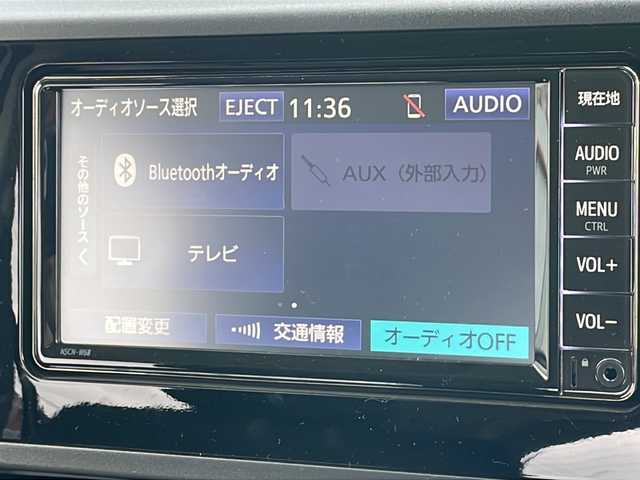 オーディオソース選択 EJECT 11:36 AUDIO
その他のソース く
Bluetoothオーディオ
AUX (外部入力)
テレビ
配置変更 交通情報 オーディオOFF
NSCN-W68
現在地
AUDIO
PWR
MENU
CTRL
VOL+
VOL−